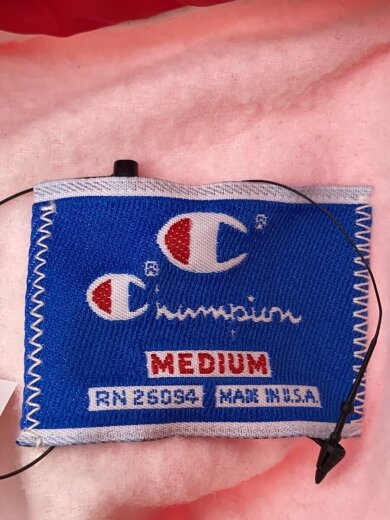 C®
®
Champion
MEDIUM
RN 26094 MADE IN U.S.A.